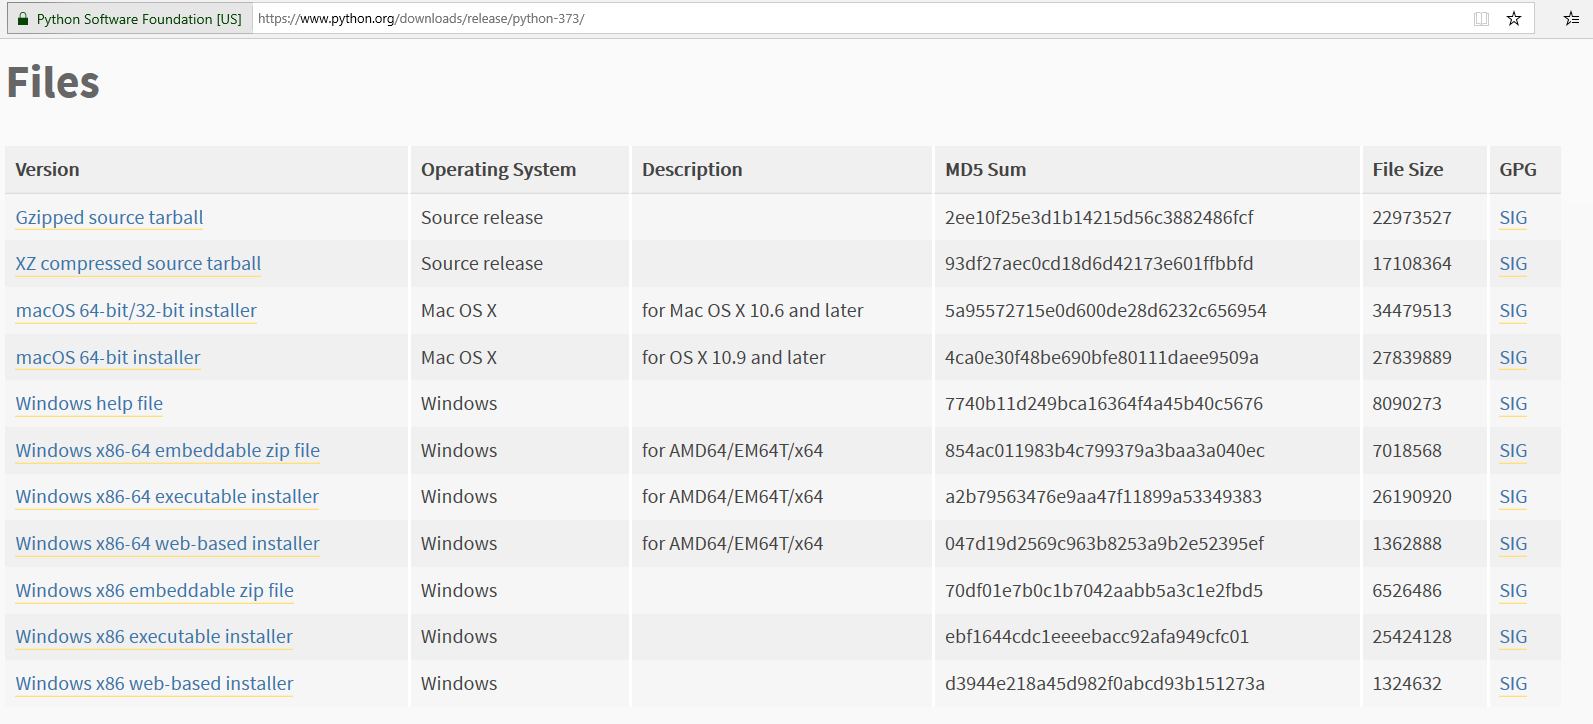 Python Software Foundation [US] https://www.python.org/downloads/release/python-373/
Files
Version Operating System Description MD5 Sum File Size GPG
Gzipped source tarball Source release 2ee10f25e3d1b14215d56c3882486fcf 22973527 SIG
XZ compressed source tarball Source release 93df27aec0cd18d6d42173e601ffbbfd 17108364 SIG
macOS 64-bit/32-bit installer Mac OS X for Mac OS X 10.6 and later 5a95572715e0d600de28d6232c656954 34479513 SIG
macOS 64-bit installer Mac OS X for OS X 10.9 and later 4ca0e30f48be690bfe80111daee9509a 27839889 SIG
Windows help file Windows 7740b11d249bca16364f4a45b40c5676 8090273 SIG
Windows x86-64 embeddable zip file Windows for AMD64/EM64T/x64 854ac011983b4c799379a3baa3a040ec 7018568 SIG
Windows x86-64 executable installer Windows for AMD64/EM64T/x64 a2b79563476e9aa47f11899a53349383 26190920 SIG
Windows x86-64 web-based installer Windows for AMD64/EM64T/x64 047d19d2569c963b8253a9b2e52395ef 1362888 SIG
Windows x86 embeddable zip file Windows 70df01e7b0c1b7042aabb5a3c1e2fbd5 6526486 SIG
Windows x86 executable installer Windows ebf1644cdc1eeeebacc92afa949cfc01 25424128 SIG
Windows x86 web-based installer Windows d3944e218a45d982f0abcd93b151273a 1324632 SIG